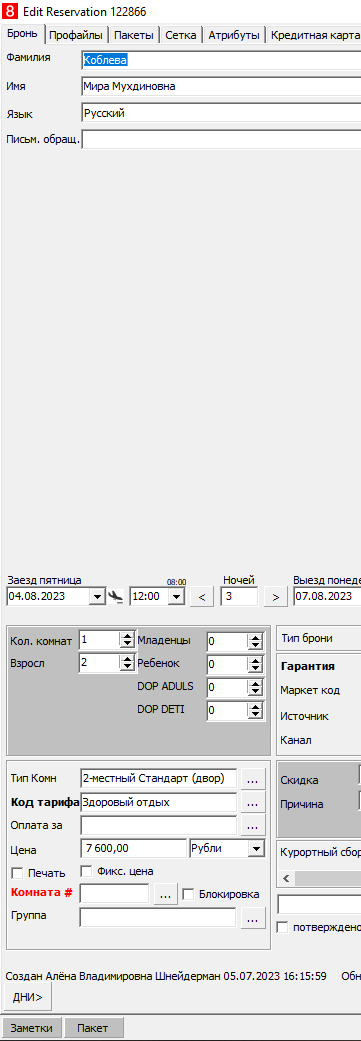 8 Edit Reservation 122866
Бронь Профайлы Пакеты Сетка Атрибуты Кредитная карта
Фамилия Коблева
Имя Мира Мухдиновна
Язык Русский
Письм. обращ.
Заезд пятница 08:00 Ночей Выезд понеде
04.08.2023 12:00 < 3 > 07.08.2023
Кол. комнат 1 Младенцы 0 Тип брони
Взросл 2 Ребенок 0 Гарантия
DOP ADULS 0 Маркет код
DOP DETI 0 Источник
Канал
Тип Комн 2-местный Стандарт (двор) ... Скидка
Код тарифа Здоровый отдых ... Причина
Оплата за ...
Цена 7 600,00 Рубли Курортный сбор
Печать Фикс. цена <
Комната # ... Блокировка
Группа ... потверждено
Создан Алёна Владимировна Шнейдерман 05.07.2023 16:15:59 Обн
ДНИ>
Заметки Пакет